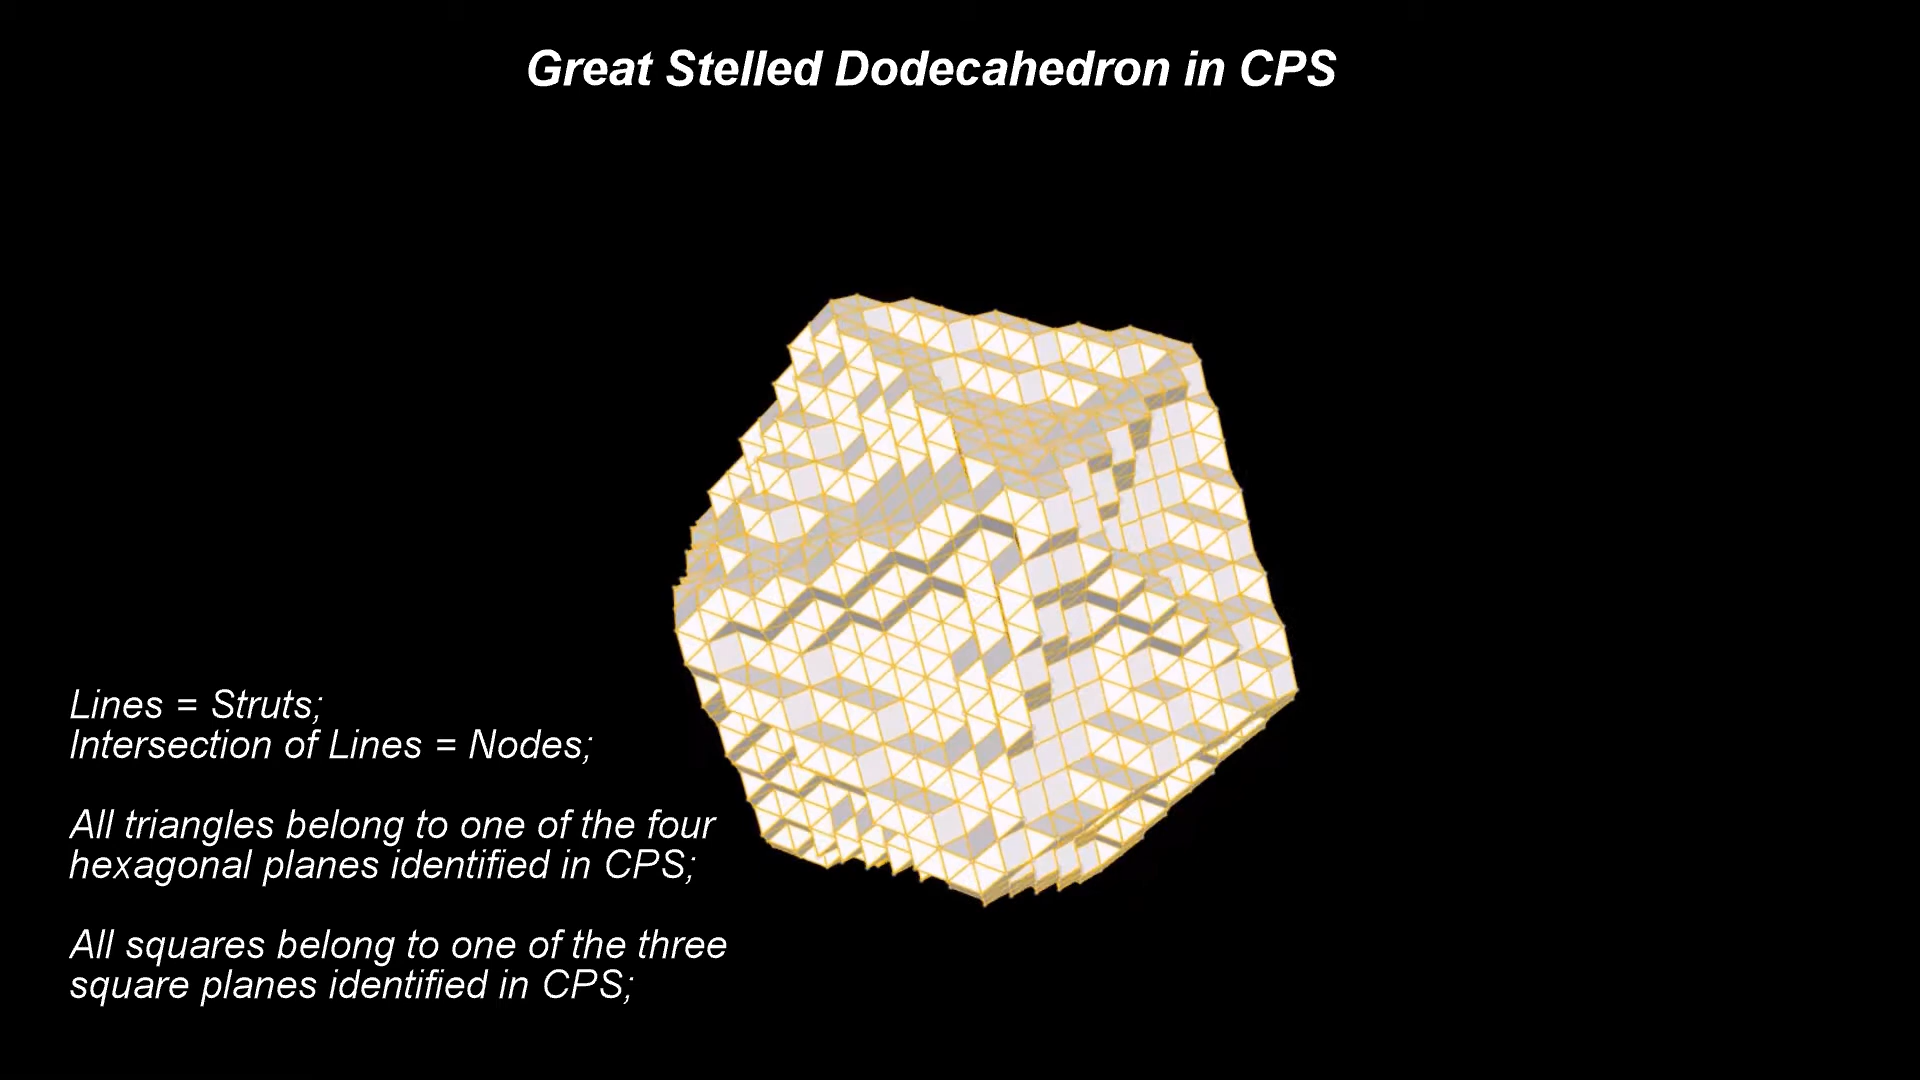 Great Stelled Dodecahedron in CPS
Lines = Struts;
Intersection of Lines = Nodes;
All triangles belong to one of the four
hexagonal planes identified in CPS;
All squares belong to one of the three
square planes identified in CPS;